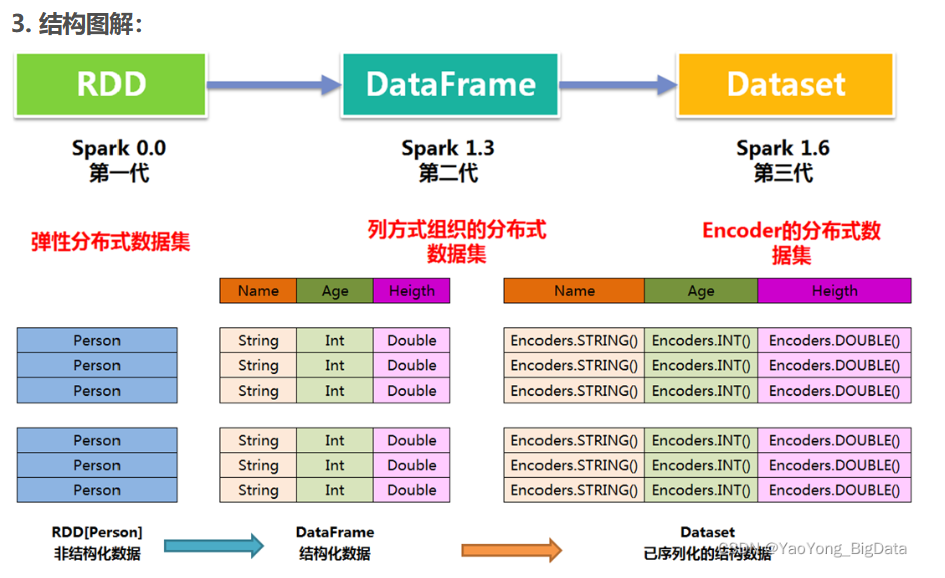 3. 结构图解：
RDD
DataFrame
Dataset
Spark 0.0
第一代
Spark 1.3
第二代
Spark 1.6
第三代
弹性分布式数据集
列方式组织的分布式
数据集
Encoder的分布式数
据集
Name Age Heigth
Name Age Heigth
Person
Person
Person
String Int Double
String Int Double
String Int Double
Encoders.STRING() Encoders.INT() Encoders.DOUBLE()
Encoders.STRING() Encoders.INT() Encoders.DOUBLE()
Encoders.STRING() Encoders.INT() Encoders.DOUBLE()
Person
Person
Person
String Int Double
String Int Double
String Int Double
Encoders.STRING() Encoders.INT() Encoders.DOUBLE()
Encoders.STRING() Encoders.INT() Encoders.DOUBLE()
Encoders.STRING() Encoders.INT() Encoders.DOUBLE()
RDD[Person]
非结构化数据
DataFrame
结构化数据
Dataset
已序列化的结构数据
CSDN @YaoYong_BigData